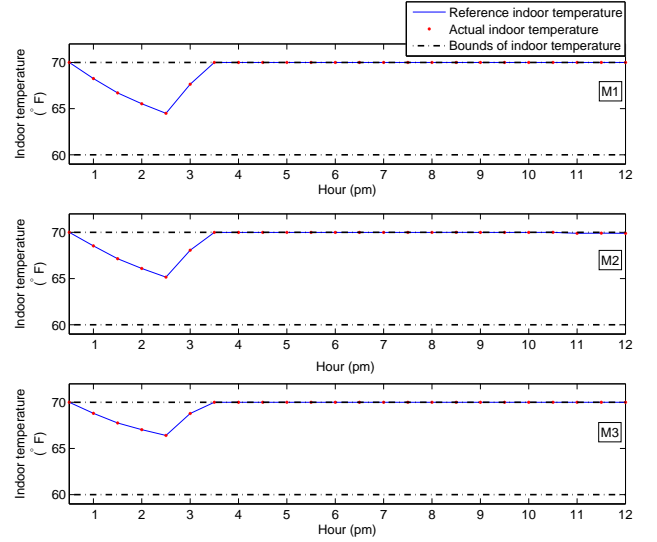 Reference indoor temperature
Actual indoor temperature
Bounds of indoor temperature
Indoor temperature
(°F)
70
65
60
M1
1 2 3 4 5 6 7 8 9 10 11 12
Hour (pm)
Indoor temperature
(°F)
70
65
60
M2
1 2 3 4 5 6 7 8 9 10 11 12
Hour (pm)
Indoor temperature
(°F)
70
65
60
M3
1 2 3 4 5 6 7 8 9 10 11 12
Hour (pm)